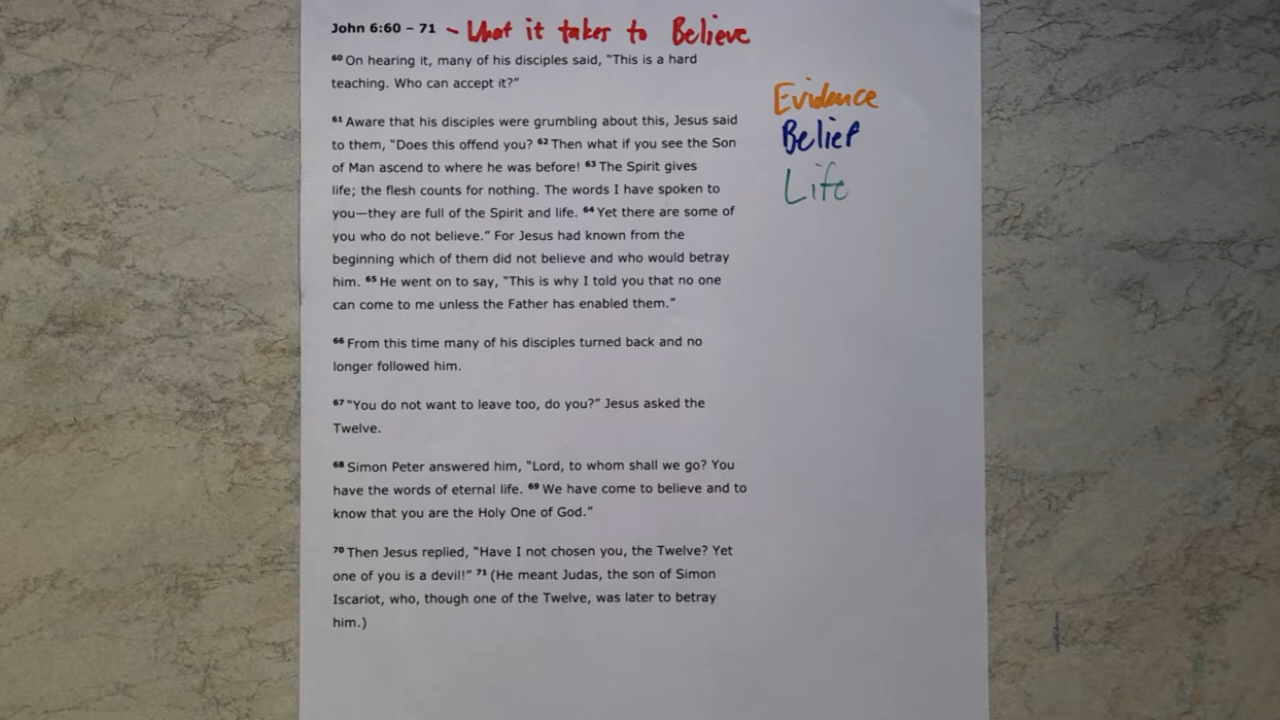 John 6:60 – 71 ~ What it takes to Believe
60 On hearing it, many of his disciples said, “This is a hard
teaching. Who can accept it?”
Evidence
Belief
Life
61 Aware that his disciples were grumbling about this, Jesus said
to them, “Does this offend you? 62 Then what if you see the Son
of Man ascend to where he was before! 63 The Spirit gives
life; the flesh counts for nothing. The words I have spoken to
you—they are full of the Spirit and life. 64 Yet there are some of
you who do not believe.” For Jesus had known from the
beginning which of them did not believe and who would betray
him. 65 He went on to say, “This is why I told you that no one
can come to me unless the Father has enabled them.”
66 From this time many of his disciples turned back and no
longer followed him.
67 “You do not want to leave too, do you?” Jesus asked the
Twelve.
68 Simon Peter answered him, “Lord, to whom shall we go? You
have the words of eternal life. 69 We have come to believe and to
know that you are the Holy One of God.”
70 Then Jesus replied, “Have I not chosen you, the Twelve? Yet
one of you is a devil!” 71 (He meant Judas, the son of Simon
Iscariot, who, though one of the Twelve, was later to betray
him.)